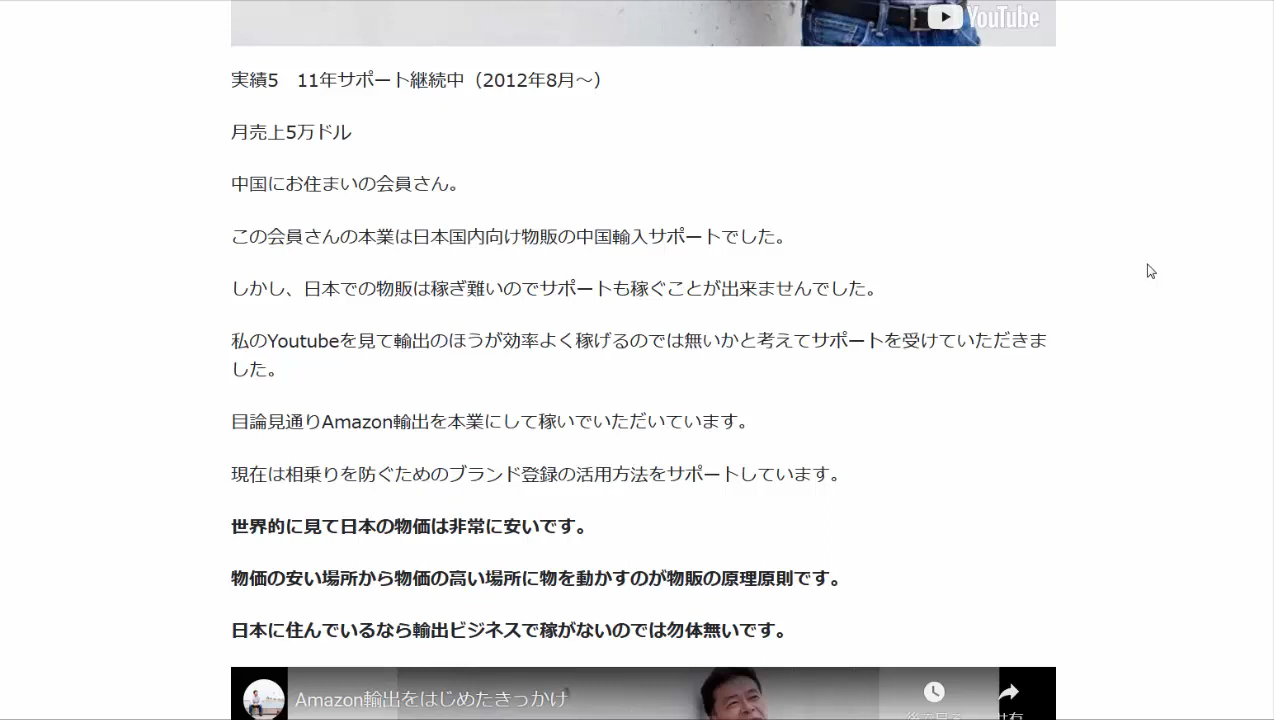 YouTube
実績5　11年サポート継続中（2012年8月～）
月売上5万ドル
中国にお住まいの会員さん。
この会員さんの本業は日本国内向け物販の中国輸入サポートでした。
しかし、日本での物販は稼ぎ難いのでサポートも稼ぐことが出来ませんでした。
私のYoutubeを見て輸出のほうが効率よく稼げるのでは無いかと考えてサポートを受けていただきま
した。
目論見通りAmazon輸出を本業にして稼いでいただいています。
現在は相乗りを防ぐためのブランド登録の活用方法をサポートしています。
世界的に見て日本の物価は非常に安いです。
物価の安い場所から物価の高い場所に物を動かすのが物販の原理原則です。
日本に住んでいるなら輸出ビジネスで稼がないのでは勿体無いです。
Amazon輸出をはじめたきっかけ